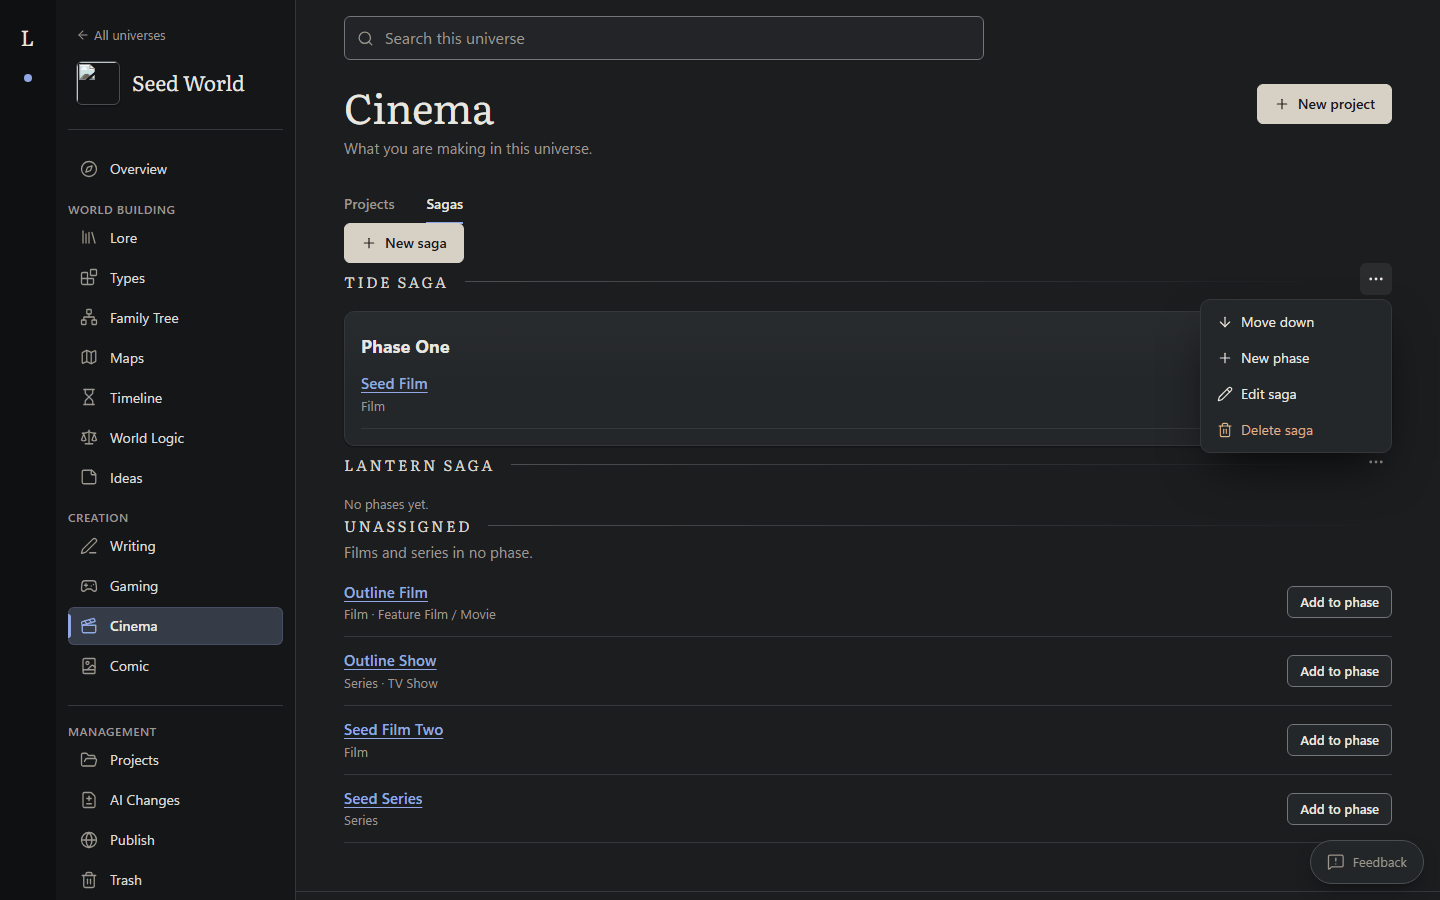 L
← All universes
Seed World
Overview
WORLD BUILDING
Lore
Types
Family Tree
Maps
Timeline
World Logic
Ideas
CREATION
Writing
Gaming
Cinema
Comic
MANAGEMENT
Projects
AI Changes
Publish
Trash
Search this universe
Cinema
+ New project
What you are making in this universe.
Projects Sagas
+ New saga
TIDE SAGA
Move down
New phase
Edit saga
Delete saga
Phase One
Seed Film
Film
LANTERN SAGA
No phases yet.
UNASSIGNED
Films and series in no phase.
Outline Film
Film · Feature Film / Movie
Add to phase
Outline Show
Series · TV Show
Add to phase
Seed Film Two
Film
Add to phase
Seed Series
Series
Add to phase
Feedback